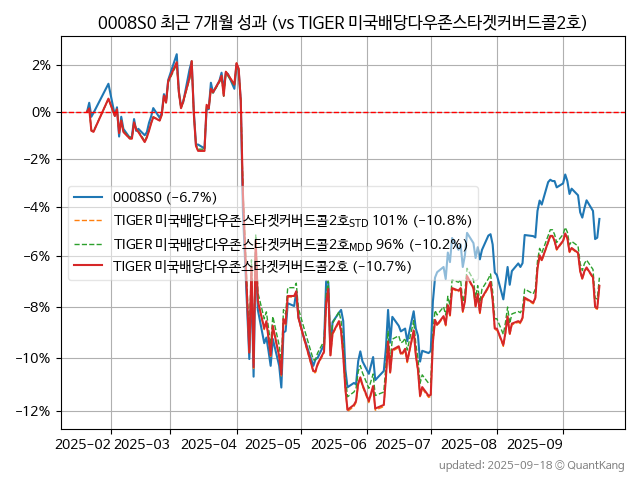 0008S0 최근 7개월 성과 (vs TIGER 미국배당다우존스타겟커버드콜2호)
2%
0%
−2%
−4%
−6%
−8%
−10%
−12%
0008S0 (−6.7%)
TIGER 미국배당다우존스타겟커버드콜2호STD 101% (−10.8%)
TIGER 미국배당다우존스타겟커버드콜2호MDD 96% (−10.2%)
TIGER 미국배당다우존스타겟커버드콜2호 (−10.7%)
2025-02 2025-03 2025-04 2025-05 2025-06 2025-07 2025-08 2025-09
updated: 2025-09-18 © QuantKang